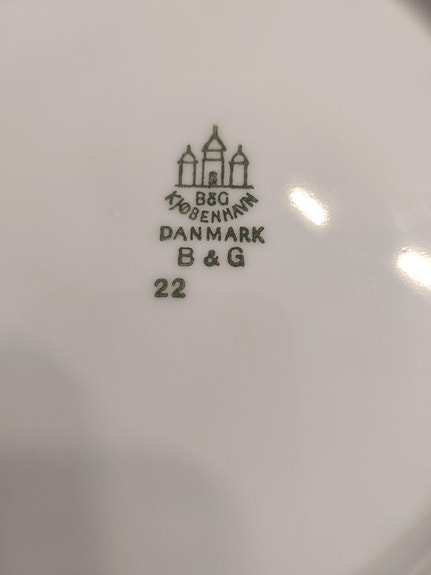 B&G
KJØBENHAVN
DANMARK
B & G
22